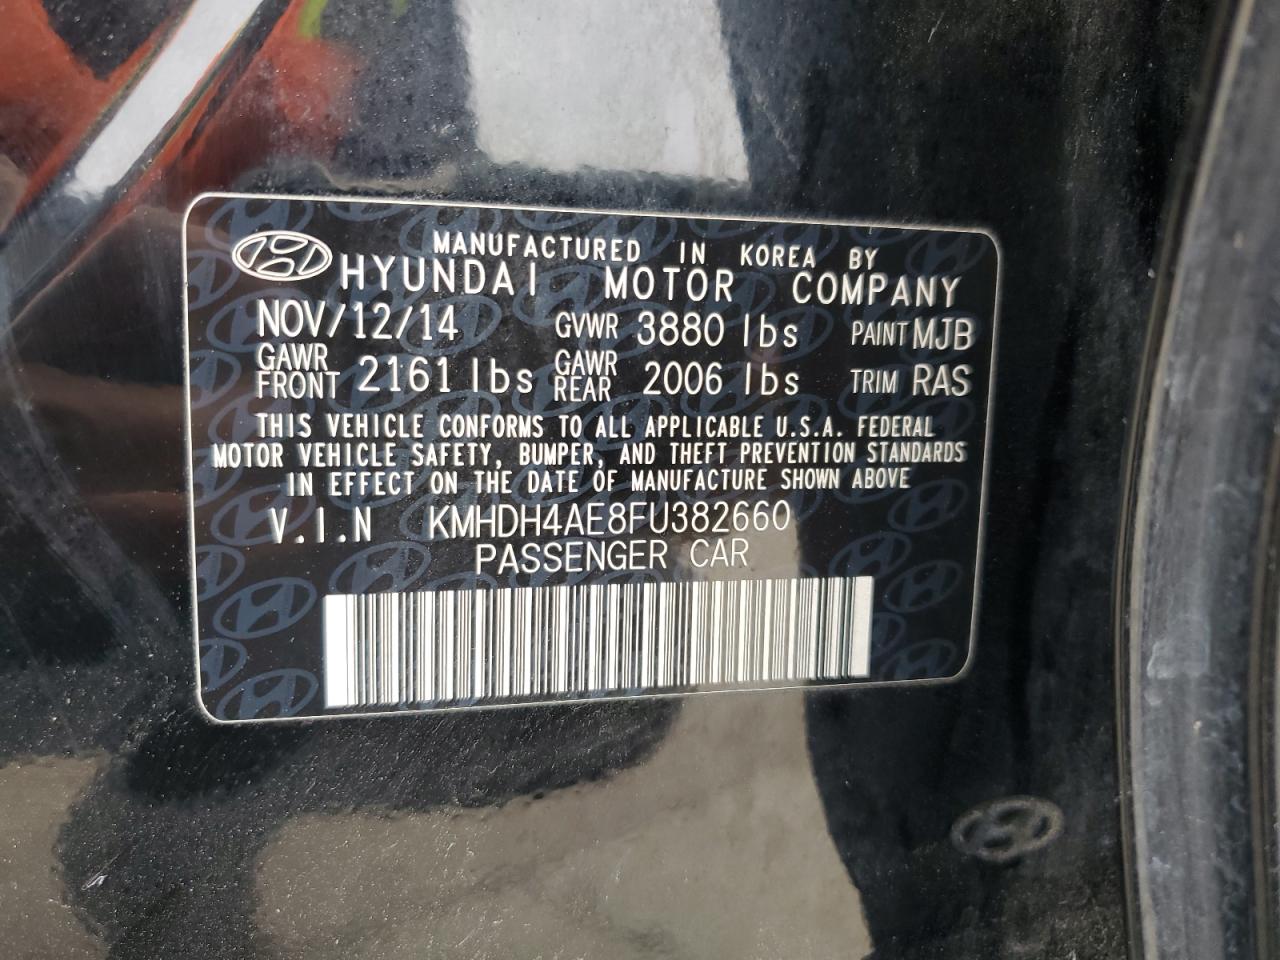 MANUFACTURED IN KOREA BY
HYUNDAI MOTOR COMPANY
NOV/12/14 GVWR 3880 lbs PAINT MJB
GAWR FRONT 2161 lbs GAWR REAR 2006 lbs TRIM RAS
THIS VEHICLE CONFORMS TO ALL APPLICABLE U.S.A. FEDERAL
MOTOR VEHICLE SAFETY, BUMPER, AND THEFT PREVENTION STANDARDS
IN EFFECT ON THE DATE OF MANUFACTURE SHOWN ABOVE
V.I.N KMHDH4AE8FU382660
PASSENGER CAR